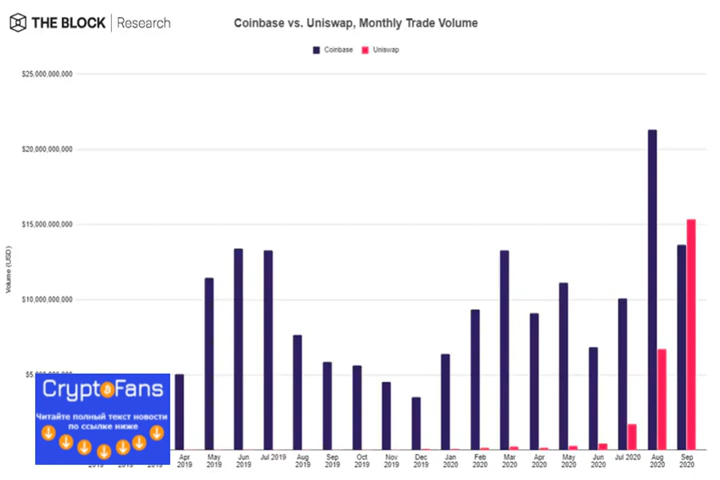 THE BLOCK | Research
Coinbase vs. Uniswap, Monthly Trade Volume
Coinbase
Uniswap
$25,000,000,000
$20,000,000,000
$15,000,000,000
$10,000,000,000
Volume (USD)
CryptoFans
Читайте полный текст новости
по ссылке ниже
Apr 2019
May 2019
Jun 2019
Jul 2019
Aug 2019
Sep 2019
Oct 2019
Nov 2019
Dec 2019
Jan 2020
Feb 2020
Mar 2020
Apr 2020
May 2020
Jun 2020
Jul 2020
Aug 2020
Sep 2020